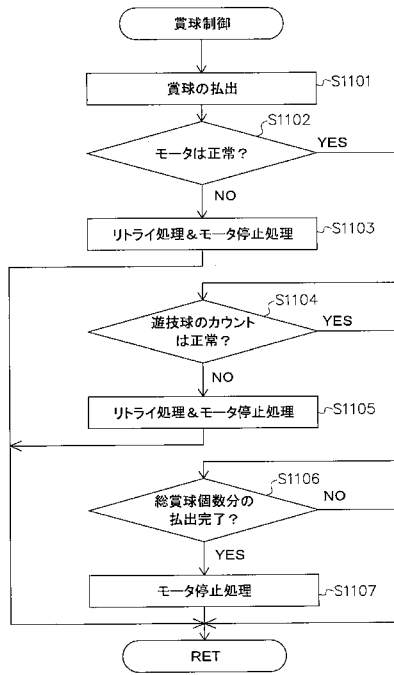 賞球制御
賞球の払出
S1101
モータは正常?
S1102
YES
NO
リトライ処理&モータ停止処理
S1103
遊技球のカウント
は正常?
S1104
YES
NO
リトライ処理&モータ停止処理
S1105
総賞球個数分の
払出完了?
S1106
NO
YES
モータ停止処理
S1107
RET